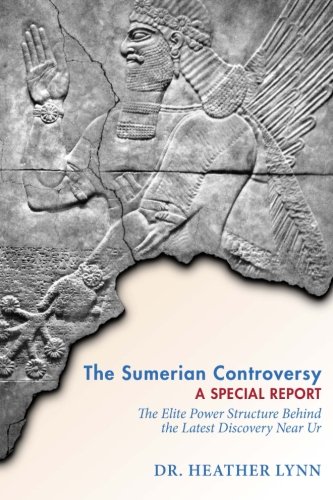 The Sumerian Controversy
A SPECIAL REPORT
The Elite Power Structure Behind
the Latest Discovery Near Ur
DR. HEATHER LYNN